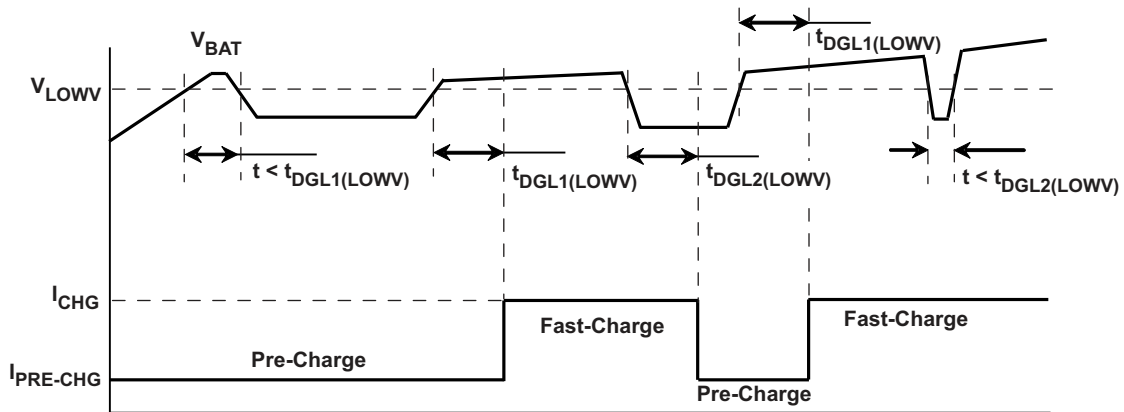 t_DGL1(LOWV)
V_BAT
V_LOWV
t < t_DGL1(LOWV)
t_DGL1(LOWV)
t_DGL2(LOWV)
t < t_DGL2(LOWV)
I_CHG
Fast-Charge
Fast-Charge
Pre-Charge
I_PRE-CHG
Pre-Charge